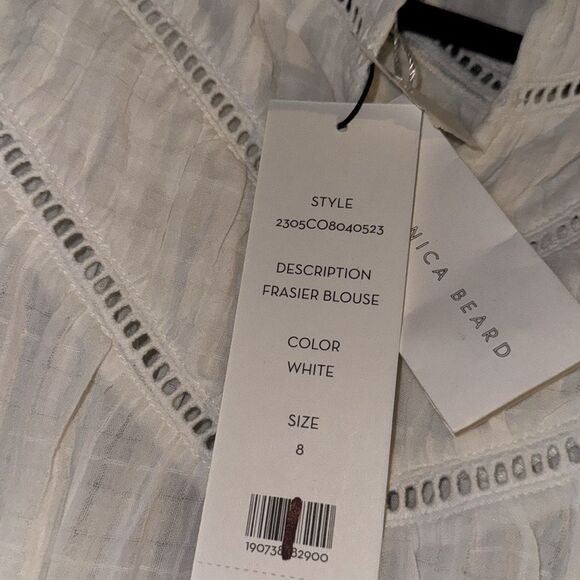 STYLE
2305CO8040523
DESCRIPTION
FRASIER BLOUSE
COLOR
WHITE
SIZE
8
NICA BEARD